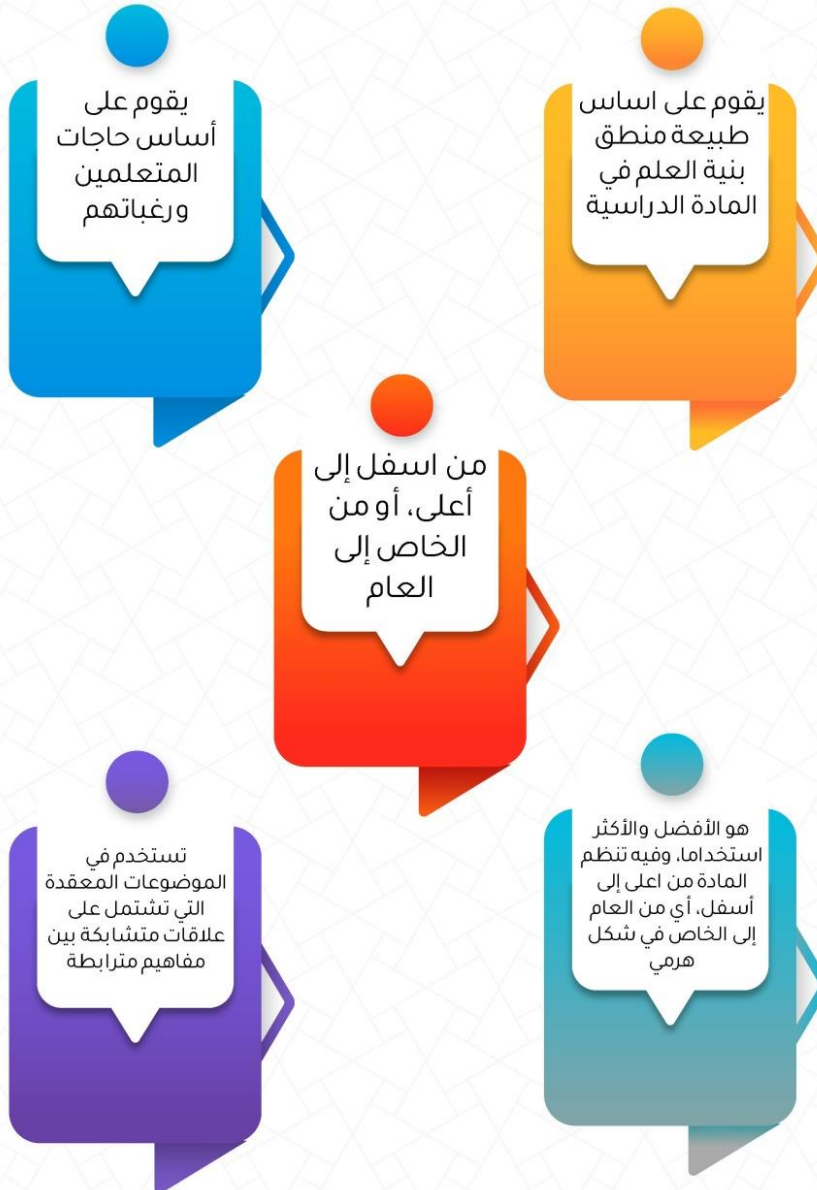 يقوم على اساس
طبيعة منطق
بنية العلم في
المادة الدراسية
يقوم على
أساس حاجات
المتعلمين
ورغباتهم
من اسفل إلى
أعلى، أو من
الخاص إلى
العام
هو الأفضل والأكثر
استخداما، وفيه تنظم
المادة من اعلى إلى
أسفل، أي من العام
إلى الخاص في شكل
هرمي
تستخدم في
الموضوعات المعقدة
التي تشتمل على
علاقات متشابكة بين
مفاهيم مترابطة